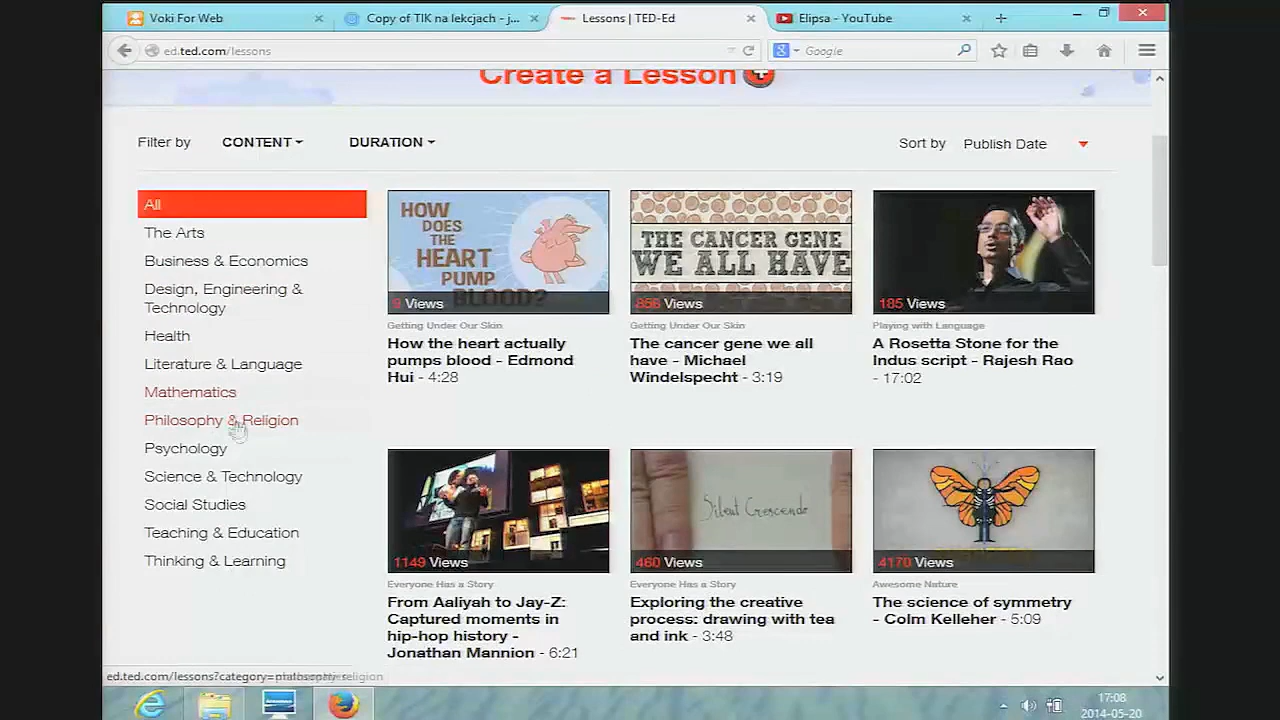 Voki For Web
Copy of TIK na lekcjach - j...
Lessons | TED-Ed
Elipsa - YouTube
ed.ted.com/lessons
Google
Create a Lesson
Filter by
CONTENT
DURATION
Sort by
Publish Date
All
The Arts
Business & Economics
Design, Engineering &
Technology
Health
Literature & Language
Mathematics
Philosophy & Religion
Psychology
Science & Technology
Social Studies
Teaching & Education
Thinking & Learning
HOW
DOES
THE
HEART
PUMP
BLOOD?
9 Views
Getting Under Our Skin
How the heart actually
pumps blood - Edmond
Hui - 4:28
THE CANCER GENE
WE ALL HAVE
856 Views
Getting Under Our Skin
The cancer gene we all
have - Michael
Windelspecht - 3:19
185 Views
Playing with Language
A Rosetta Stone for the
Indus script - Rajesh Rao
- 17:02
1149 Views
Everyone Has a Story
From Aaliyah to Jay-Z:
Captured moments in
hip-hop history -
Jonathan Mannion - 6:21
Silent Crescendo
460 Views
Everyone Has a Story
Exploring the creative
process: drawing with tea
and ink - 3:48
4170 Views
Awesome Nature
The science of symmetry
- Colm Kelleher - 5:09
17:08
2014-05-20